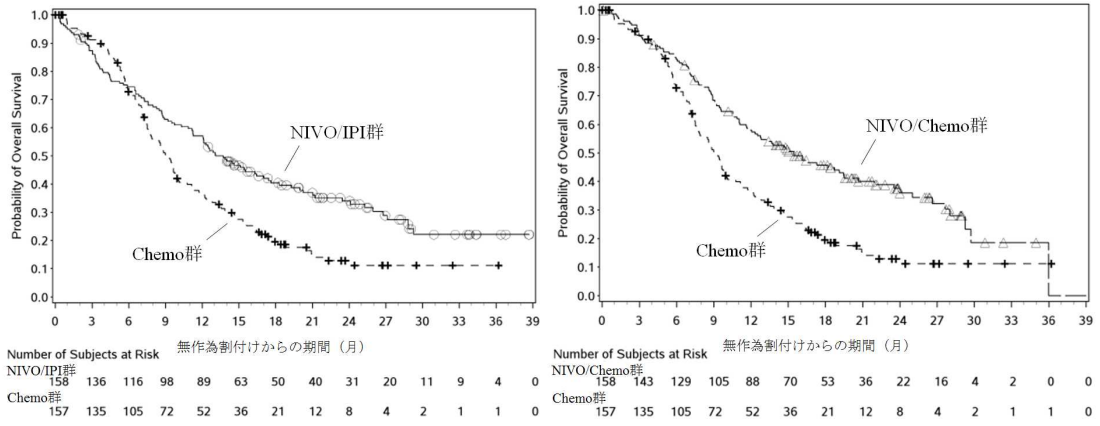 Probability of Overall Survival
1.0
0.9
0.8
0.7
0.6
0.5
0.4
0.3
0.2
0.1
0.0
NIVO/IPI群
Chemo群
0 3 6 9 12 15 18 21 24 27 30 33 36 39
無作為割付けからの期間（月）
Number of Subjects at Risk
NIVO/IPI群
158 136 116 98 89 63 50 40 31 20 11 9 4 0
Chemo群
157 135 105 72 52 36 21 12 8 4 2 1 1 0
Probability of Overall Survival
1.0
0.9
0.8
0.7
0.6
0.5
0.4
0.3
0.2
0.1
0.0
NIVO/Chemo群
Chemo群
0 3 6 9 12 15 18 21 24 27 30 33 36 39
無作為割付けからの期間（月）
Number of Subjects at Risk
NIVO/Chemo群
158 143 129 105 88 70 53 36 22 16 4 2 0 0
Chemo群
157 135 105 72 52 36 21 12 8 4 2 1 1 0